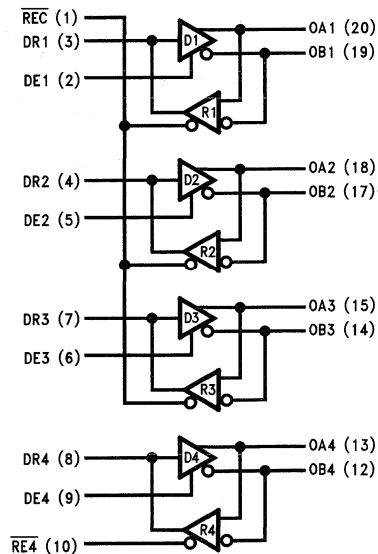 R̅E̅C̅ (1)
DR1 (3)
D1
OA1 (20)
OB1 (19)
DE1 (2)
R1
DR2 (4)
D2
OA2 (18)
OB2 (17)
DE2 (5)
R2
DR3 (7)
D3
OA3 (15)
OB3 (14)
DE3 (6)
R3
DR4 (8)
D4
OA4 (13)
OB4 (12)
DE4 (9)
R4
R̅E̅4̅ (10)